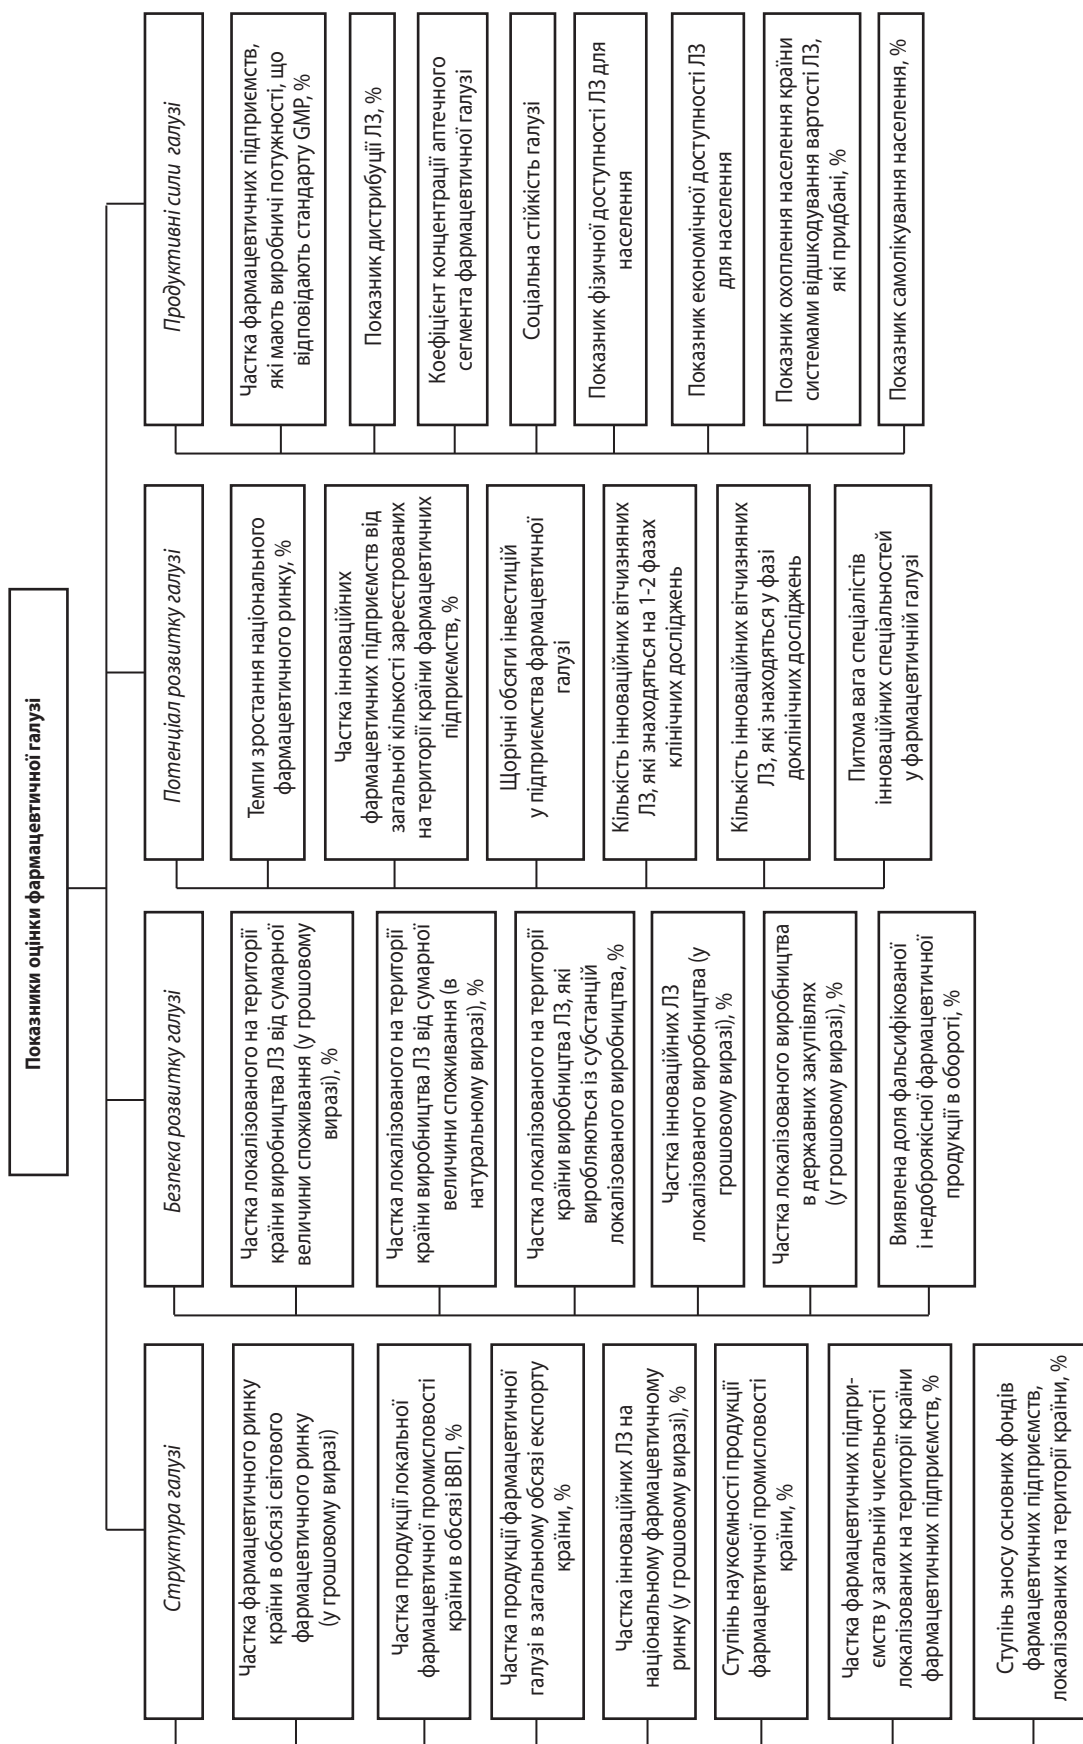 Показники оцінки фармацевтичної галузі
Структура галузі
Частка фармацевтичного ринку
країни в обсязі світового
фармацевтичного ринку
(у грошовому виразі)
Частка продукції локальної
фармацевтичної промисловості
країни в обсязі ВВП, %
Частка продукції фармацевтичної
галузі в загальному обсязі експорту
країни, %
Частка інноваційних ЛЗ на
національному фармацевтичному
ринку (у грошовому виразі), %
Ступінь наукоємності продукції
фармацевтичної промисловості
країни, %
Частка фармацевтичних підпри-
ємств у загальній чисельності
локалізованих на території країни
фармацевтичних підприємств, %
Ступінь зносу основних фондів
фармацевтичних підприємств,
локалізованих на території країни, %
Безпека розвитку галузі
Частка локалізованого на території
країни виробництва ЛЗ від сумарної
величини споживання (у грошовому
виразі), %
Частка локалізованого на території
країни виробництва ЛЗ від сумарної
величини споживання (в
натуральному виразі), %
Частка локалізованого на території
країни виробництва ЛЗ, які
виробляються із субстанцій
локалізованого виробництва, %
Частка інноваційних ЛЗ
локалізованого виробництва (у
грошовому виразі), %
Частка локалізованого виробництва
в державних закупівлях
(у грошовому виразі), %
Виявлена доля фальсифікованої
і недоброякісної фармацевтичної
продукції в обороті, %
Потенціал розвитку галузі
Темпи зростання національного
фармацевтичного ринку, %
Частка інноваційних
фармацевтичних підприємств від
загальної кількості зареєстрованих
на території країни фармацевтичних
підприємств, %
Щорічні обсяги інвестицій
у підприємства фармацевтичної
галузі
Кількість інноваційних вітчизняних
ЛЗ, які знаходяться на 1-2 фазах
клінічних досліджень
Кількість інноваційних вітчизняних
ЛЗ, які знаходяться у фазі
доклінічних досліджень
Питома вага спеціалістів
інноваційних спеціальностей
у фармацевтичній галузі
Продуктивні сили галузі
Частка фармацевтичних підприємств,
які мають виробничі потужності, що
відповідають стандарту GMP, %
Показник дистрибуції ЛЗ, %
Коефіцієнт концентрації аптечного
сегмента фармацевтичної галузі
Соціальна стійкість галузі
Показник фізичної доступності ЛЗ для
населення
Показник економічної доступності ЛЗ
для населення
Показник охоплення населення країни
системами відшкодування вартості ЛЗ,
які придбані, %
Показник самолікування населення, %